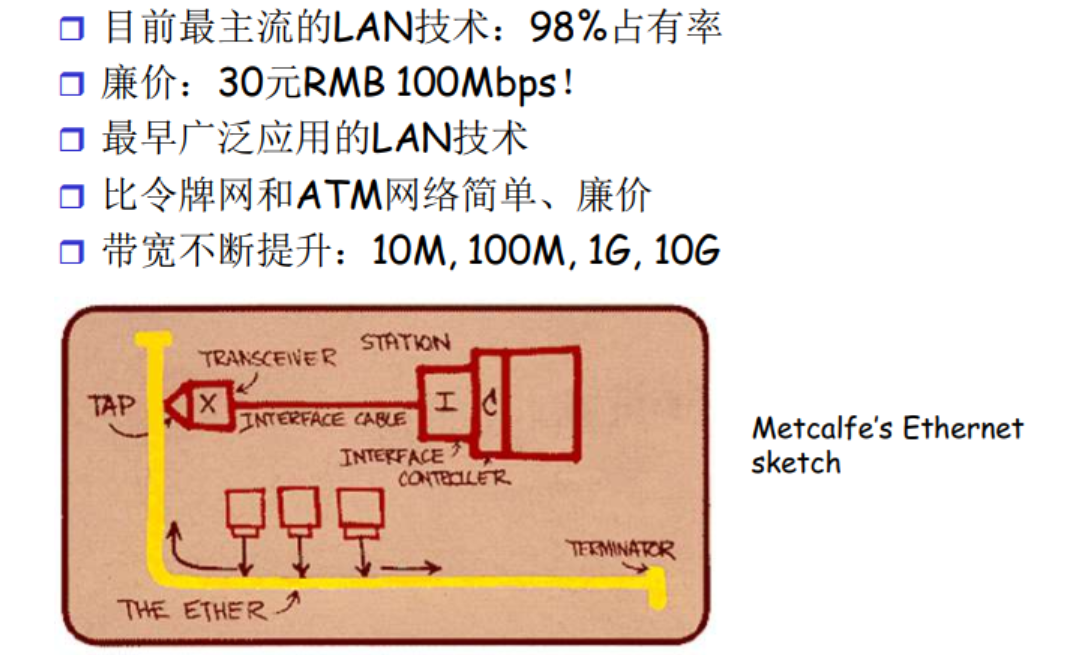 目前最主流的LAN技术：98%占有率
廉价：30元RMB 100Mbps！
最早广泛应用的LAN技术
比令牌网和ATM网络简单、廉价
带宽不断提升：10M, 100M, 1G, 10G
STATION
TRANSCEIVER
TAP
X
I
C
INTERFACE CABLE
INTERFACE
CONTROLLER
TERMINATOR
THE ETHER
Metcalfe's Ethernet
sketch